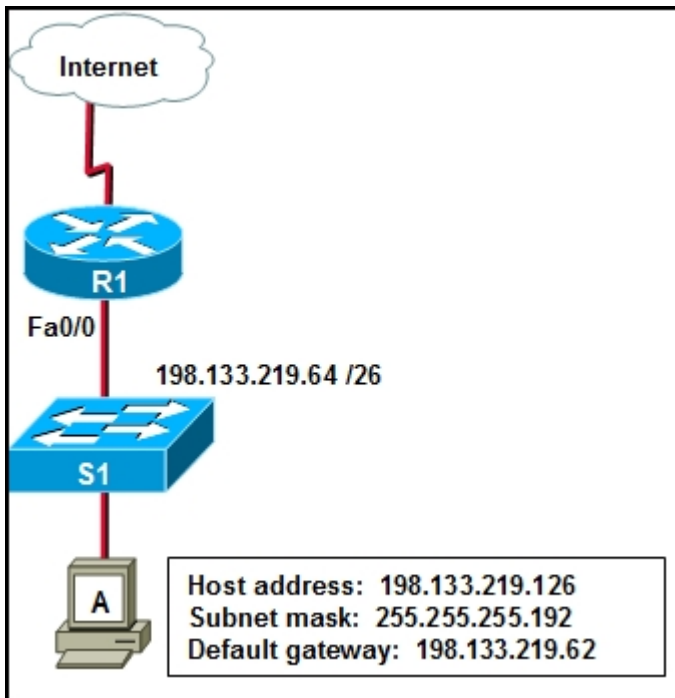 Internet
R1
Fa0/0
198.133.219.64 /26
S1
A
Host address: 198.133.219.126
Subnet mask: 255.255.255.192
Default gateway: 198.133.219.62